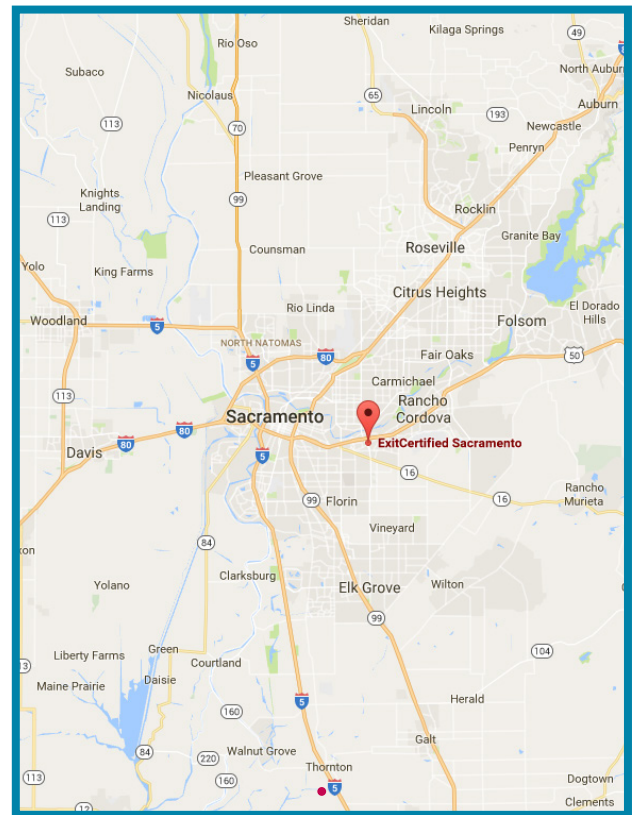 Sheridan
Kilaga Springs
49
Rio Oso
80
North Auburn
Subaco
65
Nicolaus
Lincoln
Auburn
193
113
70
Newcastle
Penryn
Pleasant Grove
Knights
Landing
99
Rocklin
113
Granite Bay
Roseville
Counsman
Yolo
King Farms
Citrus Heights
Rio Linda
El Dorado
Hills
Woodland
5
Folsom
NORTH NATOMAS
80
Fair Oaks
50
5
Carmichael
113
Rancho
Cordova
Sacramento
80
80
ExitCertified Sacramento
Davis
5
16
Rancho
Murieta
99
Florin
16
Vineyard
84
Clarksburg
Yolano
Elk Grove
Wilton
99
Liberty Farms
Green
104
Courtland
Maine Prairie
Daisie
5
Herald
160
Galt
84
220
Walnut Grove
Thornton
113
160
5
Dogtown
12
Clements